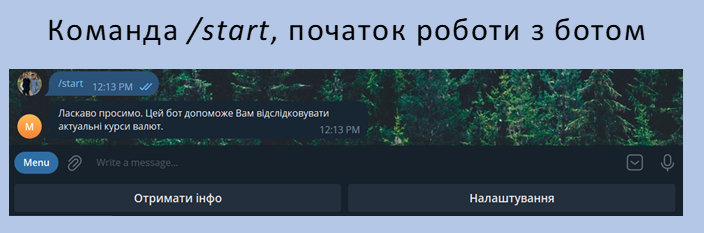 Команда /start, початок роботи з ботом
/start 12:13 PM
Ласкаво просимо. Цей бот допоможе Вам відслідковувати
актуальні курси валют.
12:13 PM
М
Menu Write a message...
Отримати інфо Налаштування